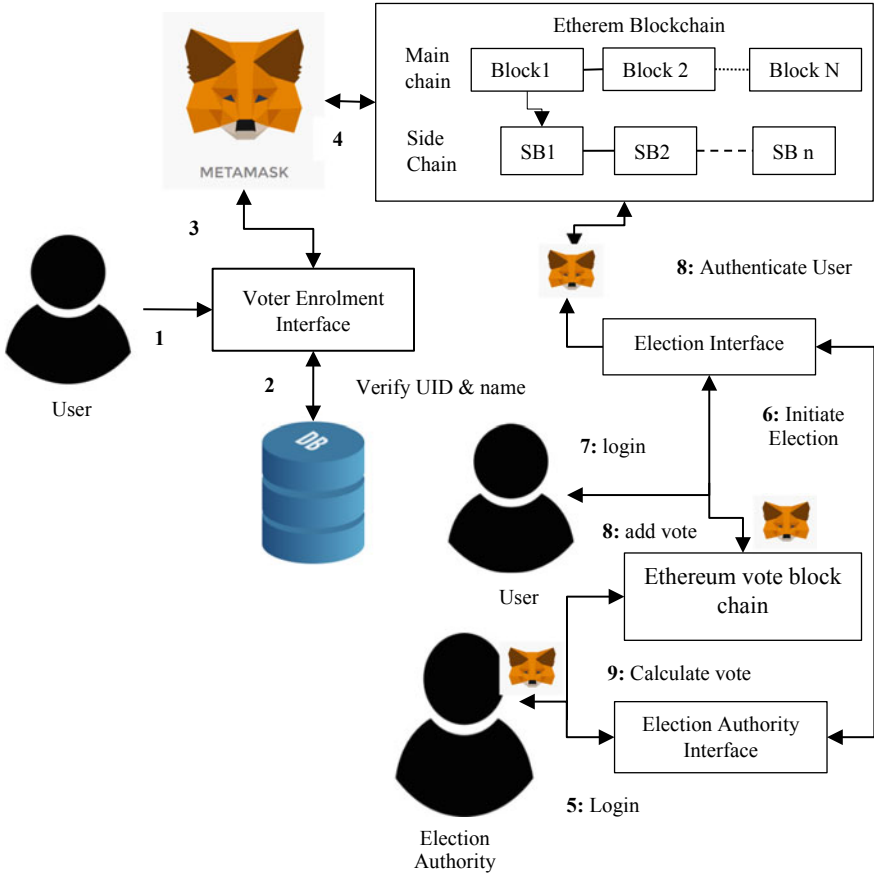 Etherem Blockchain
Main
chain
Block1
Block 2
Block N
Side
Chain
SB1
SB2
SB n
4
METAMASK
3
8: Authenticate User
Voter Enrolment
Interface
1
User
Election Interface
2
Verify UID & name
DB
6: Initiate
Election
7: login
8: add vote
User
Ethereum vote block
chain
9: Calculate vote
Election Authority
Interface
5: Login
Election
Authority